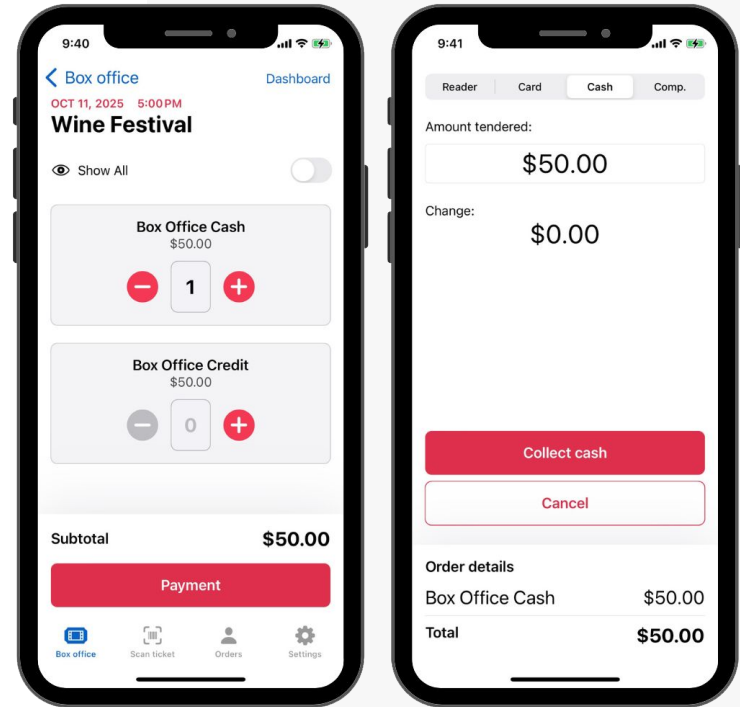 9:40
Box office
Dashboard
OCT 11, 2025 5:00PM
Wine Festival
Show All
Box Office Cash
$50.00
1
Box Office Credit
$50.00
0
Subtotal
$50.00
Payment
Box office
Scan ticket
Orders
Settings
9:41
Reader
Card
Cash
Comp.
Amount tendered:
$50.00
Change:
$0.00
Collect cash
Cancel
Order details
Box Office Cash
$50.00
Total
$50.00